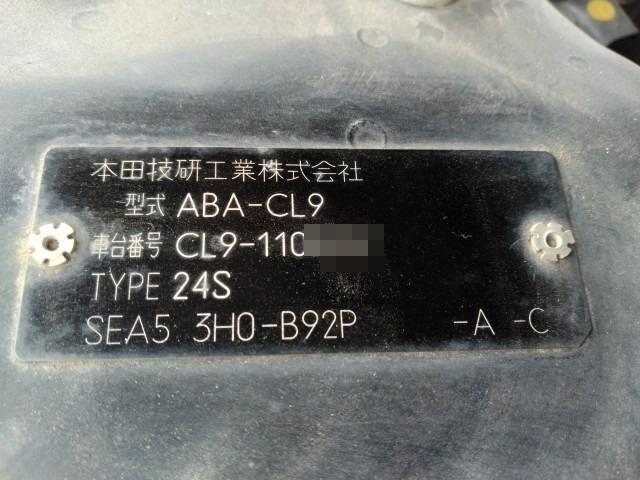 本田技研工業株式会社
型式 ABA-CL9
車台番号 CL9-110
TYPE 24S
SEA5 3H0-B92P -A -C